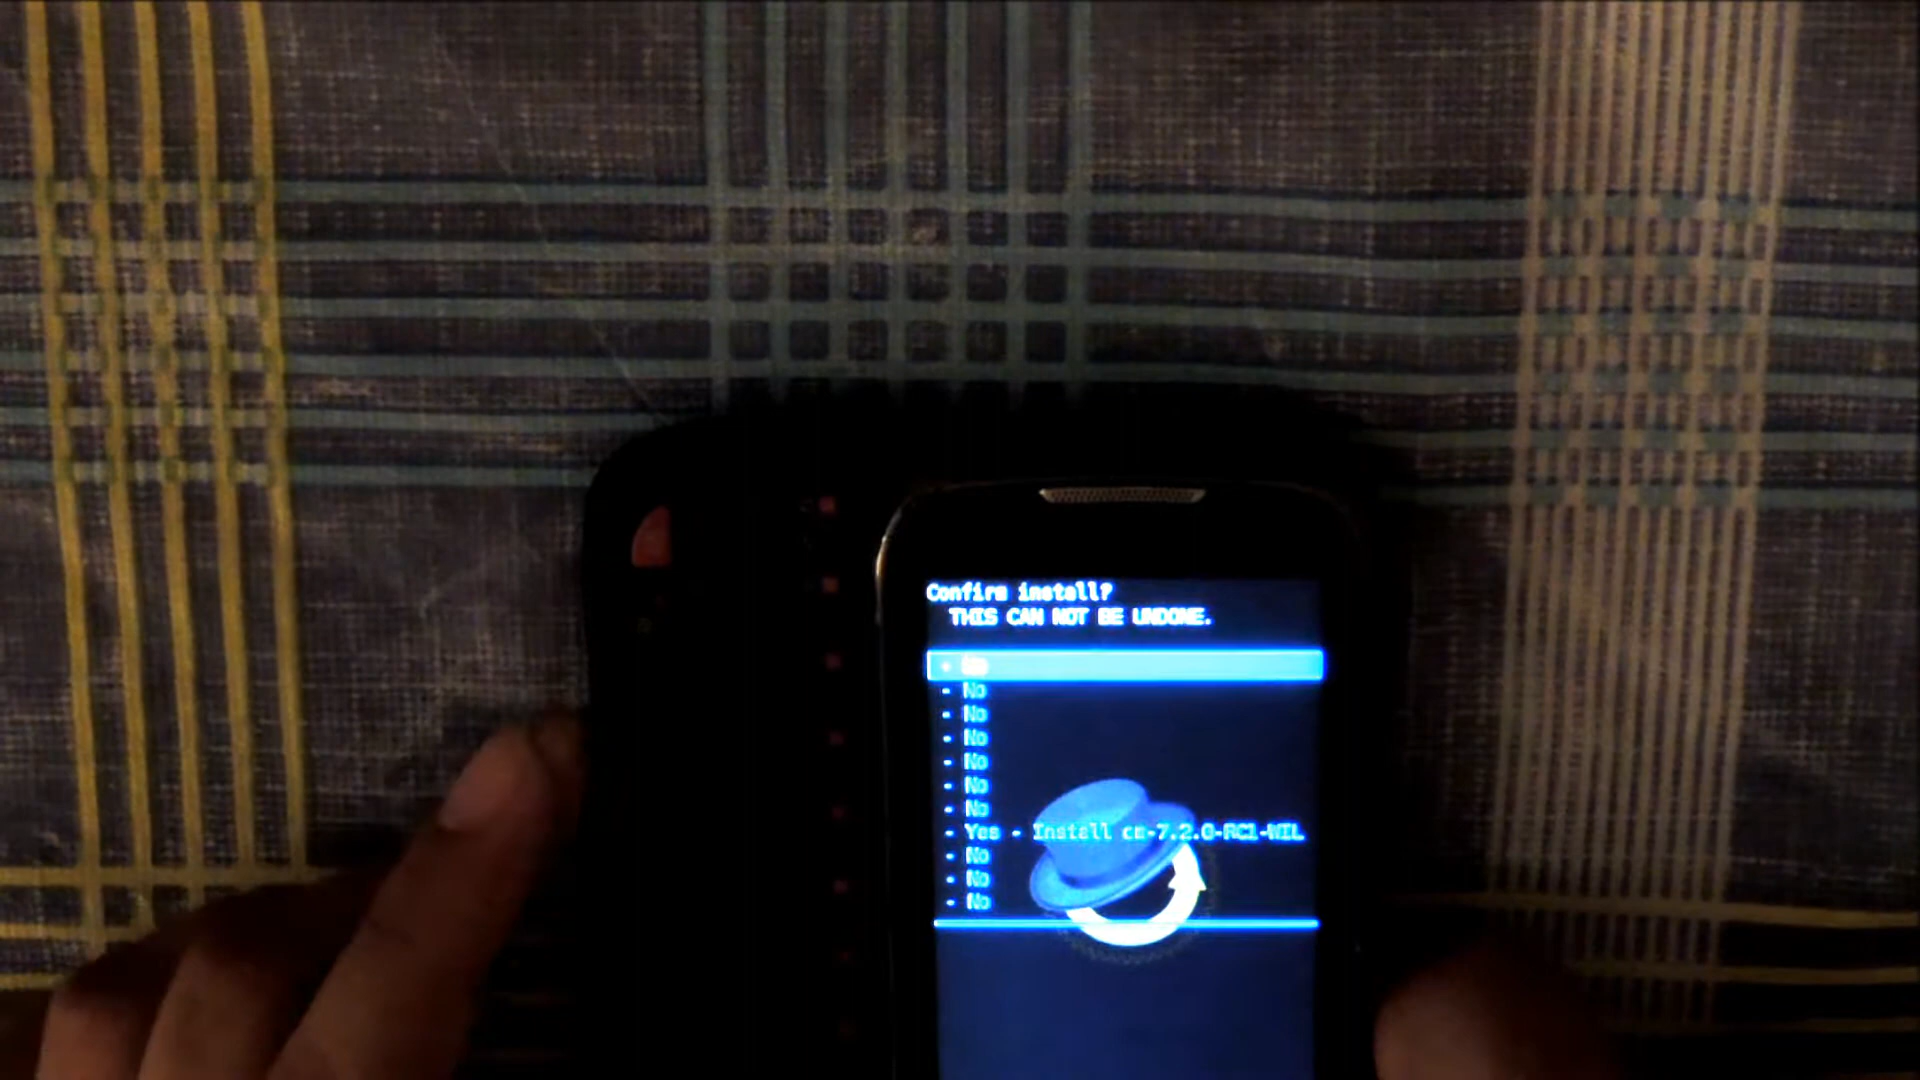 Confirm install?
THIS CAN NOT BE UNDONE.
- No
- No
- No
- No
- No
- No
- No
- Yes - Install cm-7.2.0-RC1-WIL
- No
- No
- No